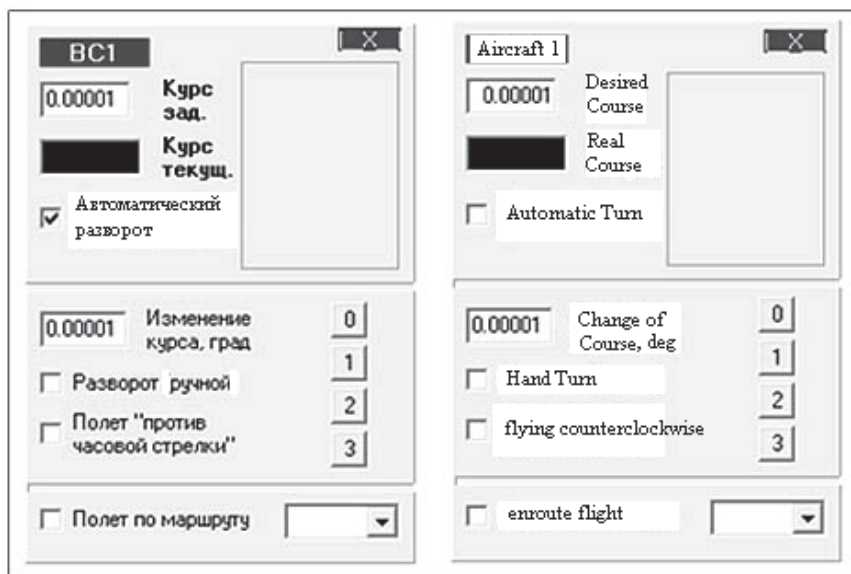 ВС1
X
0.00001
Курс
зад.
Курс
текущ.
Автоматический
разворот
0.00001
Изменение
курса, град
Разворот ручной
Полет "против
часовой стрелки"
0
1
2
3
Полет по маршруту
Aircraft 1
X
0.00001
Desired
Course
Real
Course
Automatic Turn
0.00001
Change of
Course, deg
Hand Turn
flying counterclockwise
0
1
2
3
enroute flight